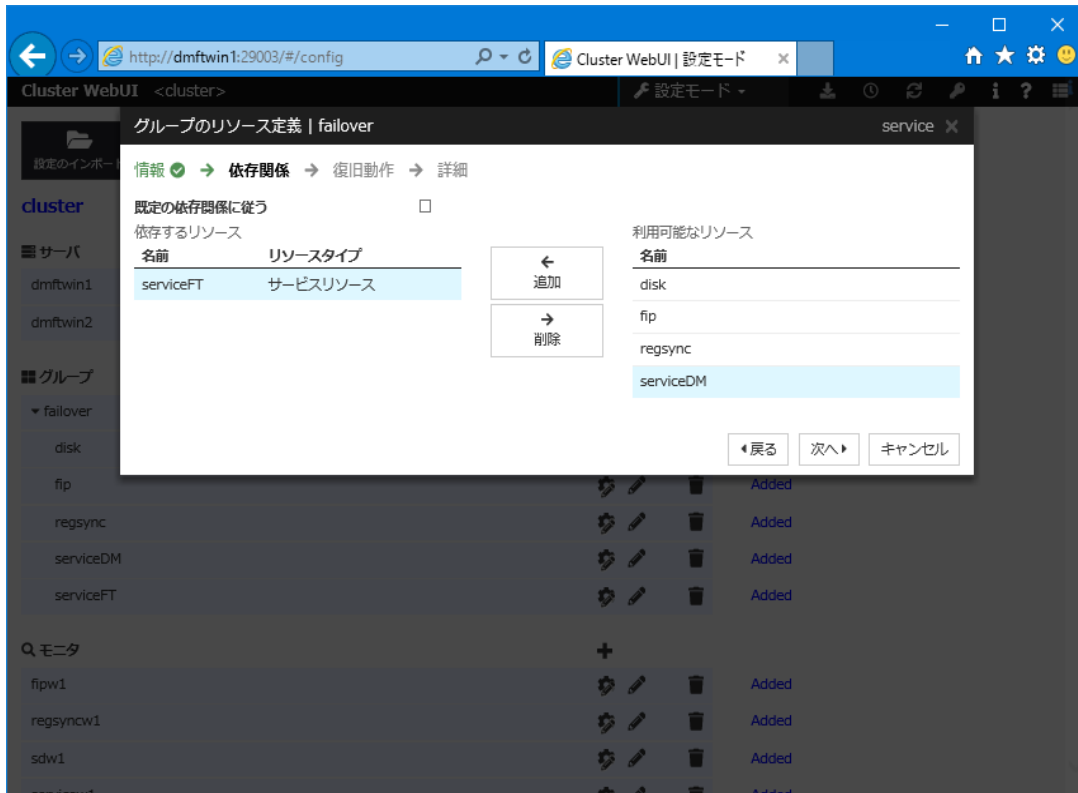 http://dmftwin1:29003/#/config
Cluster WebUI | 設定モード
Cluster WebUI <cluster>
設定モード
グループのリソース定義 | failover
service
設定のインポート
情報 依存関係 復旧動作 詳細
cluster
既定の依存関係に従う
依存するリソース
利用可能なリソース
サーバ
名前 リソースタイプ
名前
追加
serviceFT サービスリソース
disk
dmftwin1
fip
dmftwin2
削除
regsync
グループ
serviceDM
failover
戻る 次へ キャンセル
disk
fip Added
regsync Added
serviceDM Added
serviceFT Added
モニタ
fipw1 Added
regsyncw1 Added
sdw1 Added